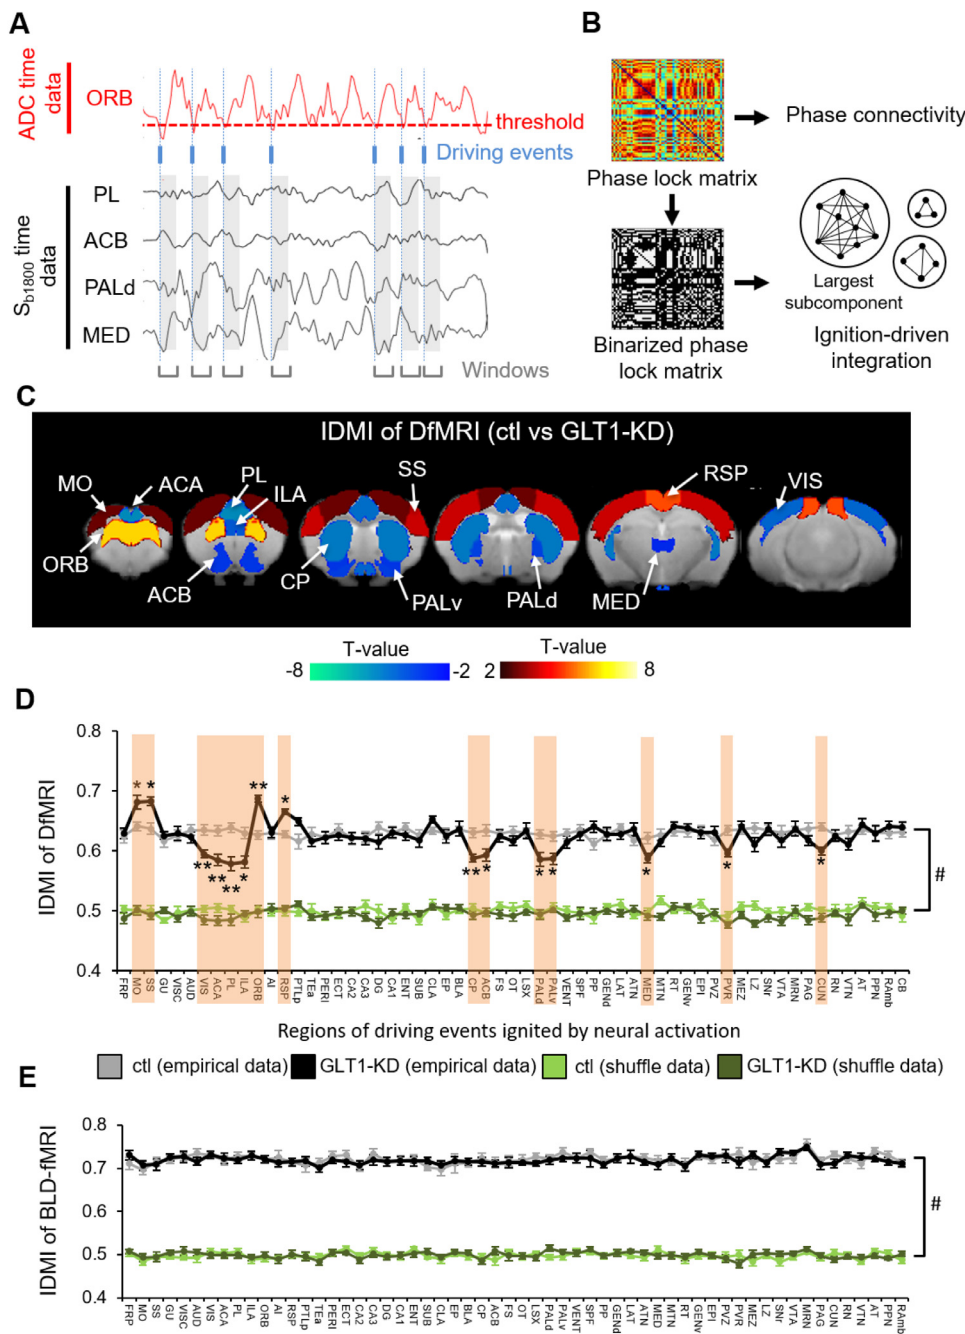 A
ADC time
data
ORB
threshold
Driving events
S_b1800 time
data
PL
ACB
PALd
MED
Windows
B
Phase lock matrix
Phase connectivity
Binarized phase
lock matrix
Largest
subcomponent
Ignition-driven
integration
C
IDMI of DfMRI (ctl vs GLT1-KD)
MO
ACA
PL
ILA
SS
RSP
VIS
ORB
ACB
CP
PALv
PALd
MED
T-value
-8
-2
T-value
2
8
D
IDMI of DfMRI
0.8
0.7
0.6
0.5
0.4
* * ** *
** ** ** * ** * * * * * *
#
FRP MO SS GU VISC AUD VIS ACA PL ILA ORB AI RSP PTLp TEa PERI ECT CA2 CA3 DG CA1 ENT SUB CLA EP BLA CP ACB FS OT LSX PALd PALv VENT SPF PP GENd LAT ATN MED MTN RT GENv EPI PVZ PVR MEZ LZ SNr VTA MRN PAG CUN RN VTN AT PPN RAmb CB
Regions of driving events ignited by neural activation
ctl (empirical data) GLT1-KD (empirical data) ctl (shuffle data) GLT1-KD (shuffle data)
E
IDMI of BLD-fMRI
0.8
0.7
0.6
0.5
0.4
#
FRP MO SS GU VISC AUD VIS ACA PL ILA ORB AI RSP PTLp TEa PERI ECT CA2 CA3 DG CA1 ENT SUB CLA EP BLA CP ACB FS OT LSX PALd PALv VENT SPF PP GENd LAT ATN MED MTN RT GENv EPI PVZ PVR MEZ LZ SNr VTA MRN PAG CUN RN VTN AT PPN RAmb